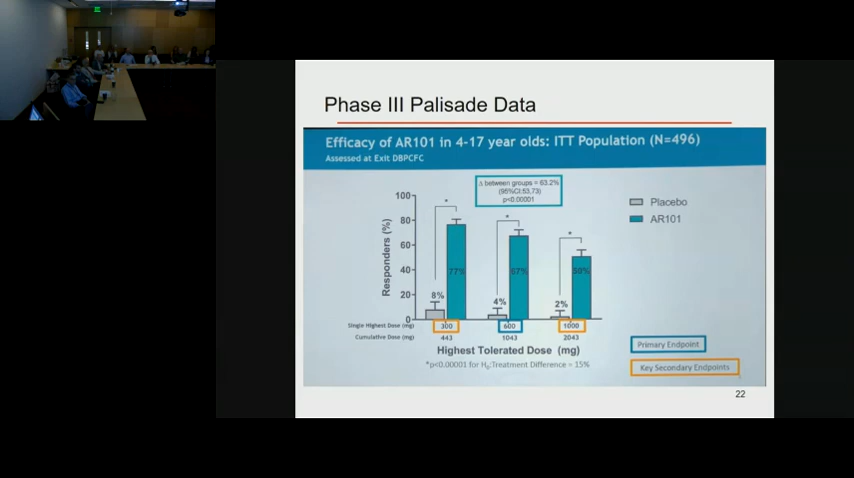 Phase III Palisade Data
Efficacy of AR101 in 4-17 year olds: ITT Population (N=496)
Assessed at Exit DBPCFC
Δ between groups = 63.2%
(95%CI:53,73)
p<0.00001
Placebo
AR101
Responders (%)
100
80
60
40
20
0
*
*
*
8%
77%
4%
67%
2%
50%
Single Highest Dose (mg)
300
600
1000
Cumulative Dose (mg)
443
1043
2043
Highest Tolerated Dose (mg)
*p<0.00001 for H0:Treatment Difference = 15%
Primary Endpoint
Key Secondary Endpoints
22